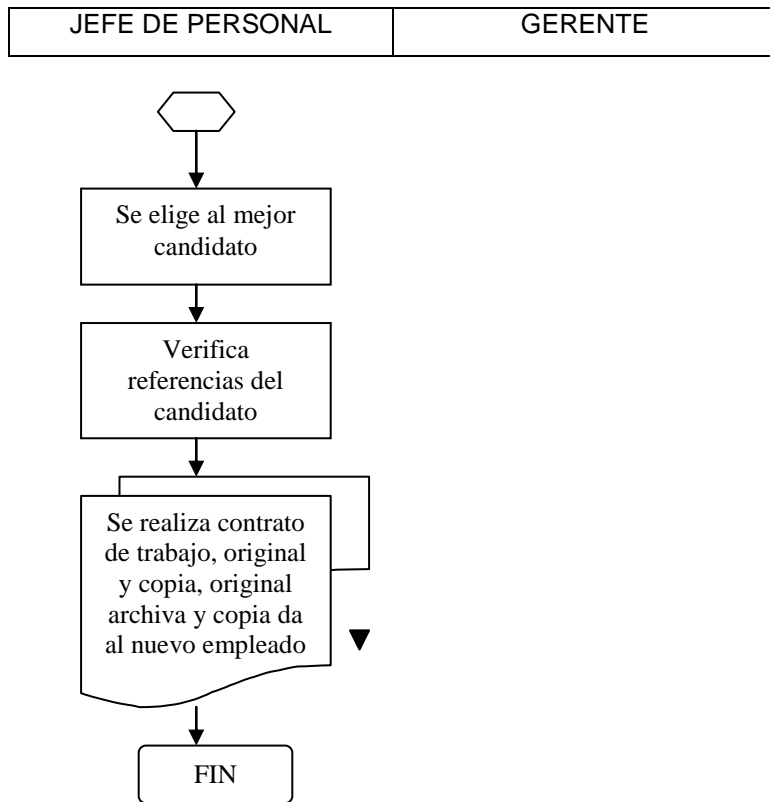 JEFE DE PERSONAL
GERENTE
Se elige al mejor
candidato
Verifica
referencias del
candidato
Se realiza contrato
de trabajo, original
y copia, original
archiva y copia da
al nuevo empleado
FIN